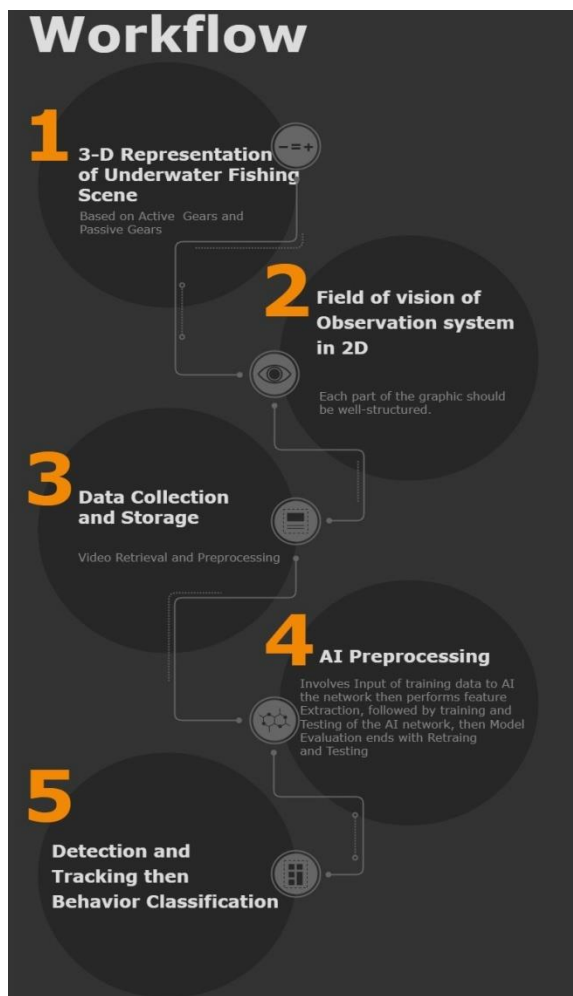 Workflow
1
3-D Representation
of Underwater Fishing
Scene
Based on Active Gears and
Passive Gears
- = +
2
Field of vision of
Observation system
in 2D
Each part of the graphic should
be well-structured.
3
Data Collection
and Storage
Video Retrieval and Preprocessing
4
AI Preprocessing
Involves Input of training data to AI
the network then performs feature
Extraction, followed by training and
Testing of the AI network, then Model
Evaluation ends with Retraing
and Testing
5
Detection and
Tracking then
Behavior Classification